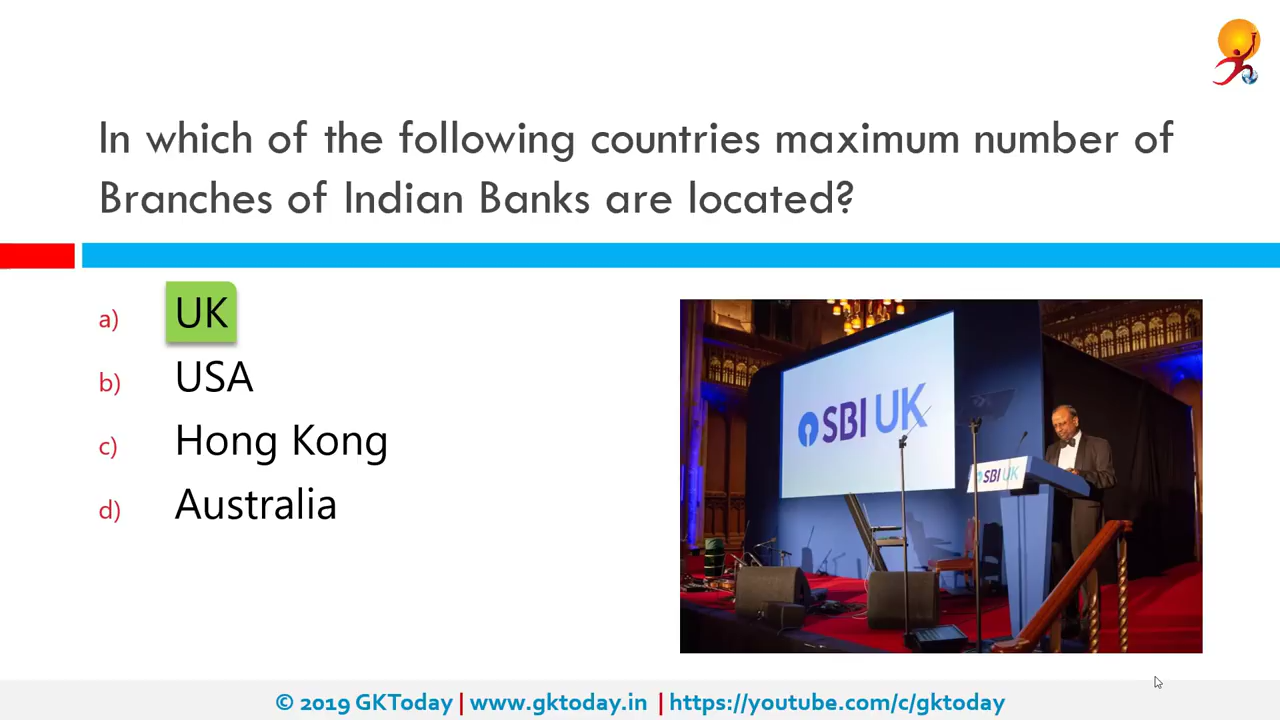 In which of the following countries maximum number of
Branches of Indian Banks are located?
a) UK
b) USA
c) Hong Kong
d) Australia
SBI UK
SBI UK
© 2019 GKToday | www.gktoday.in | https://youtube.com/c/gktoday